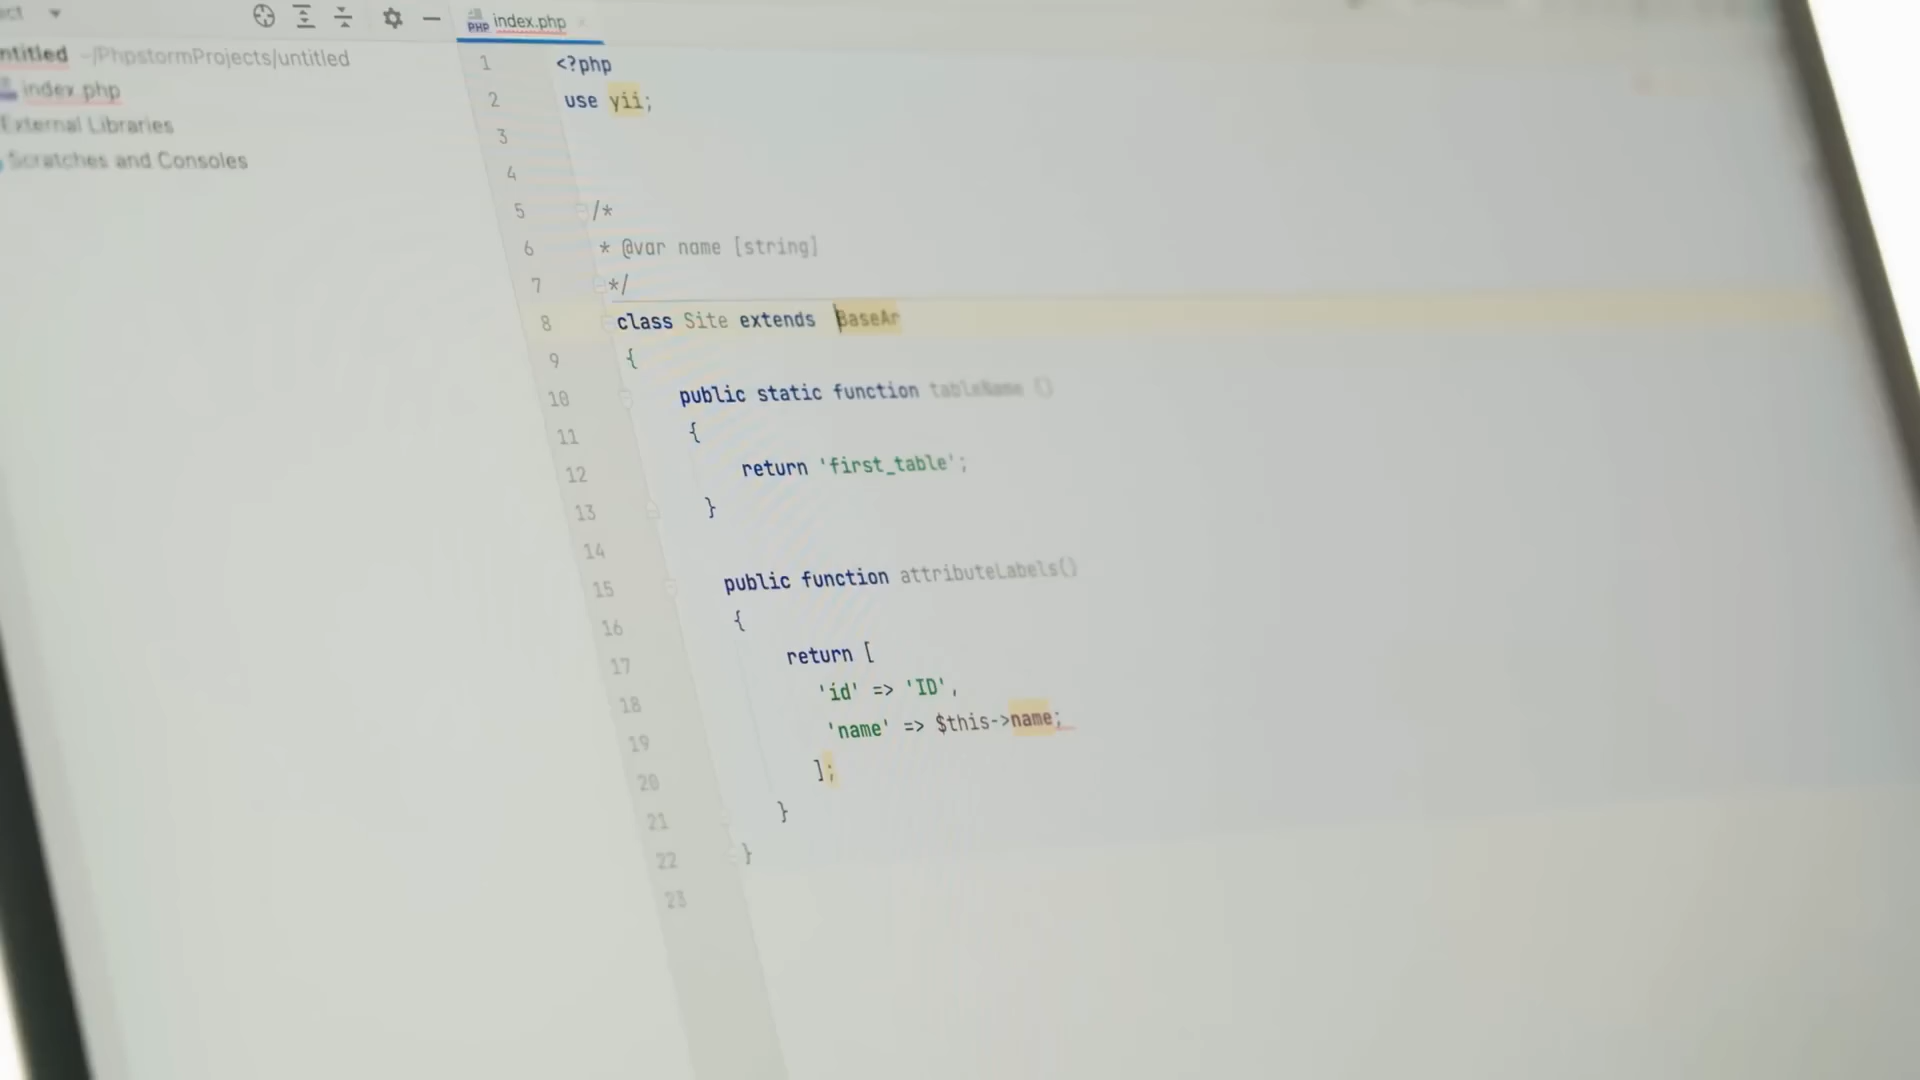 index.php
ntitled ~/PhpstormProjects/untitled
index.php
External Libraries
Scratches and Consoles
PHP
1 <?php
2 use yii;
3
4
5 /*
6 * @var name [string]
7 */
8 class Site extends BaseAr
9 {
10 public static function tableName ()
11 {
12 return 'first_table';
13 }
14
15 public function attributeLabels()
16 {
17 return [
18 'id' => 'ID',
19 'name' => $this->name;
20 ];
21 }
22 }
23